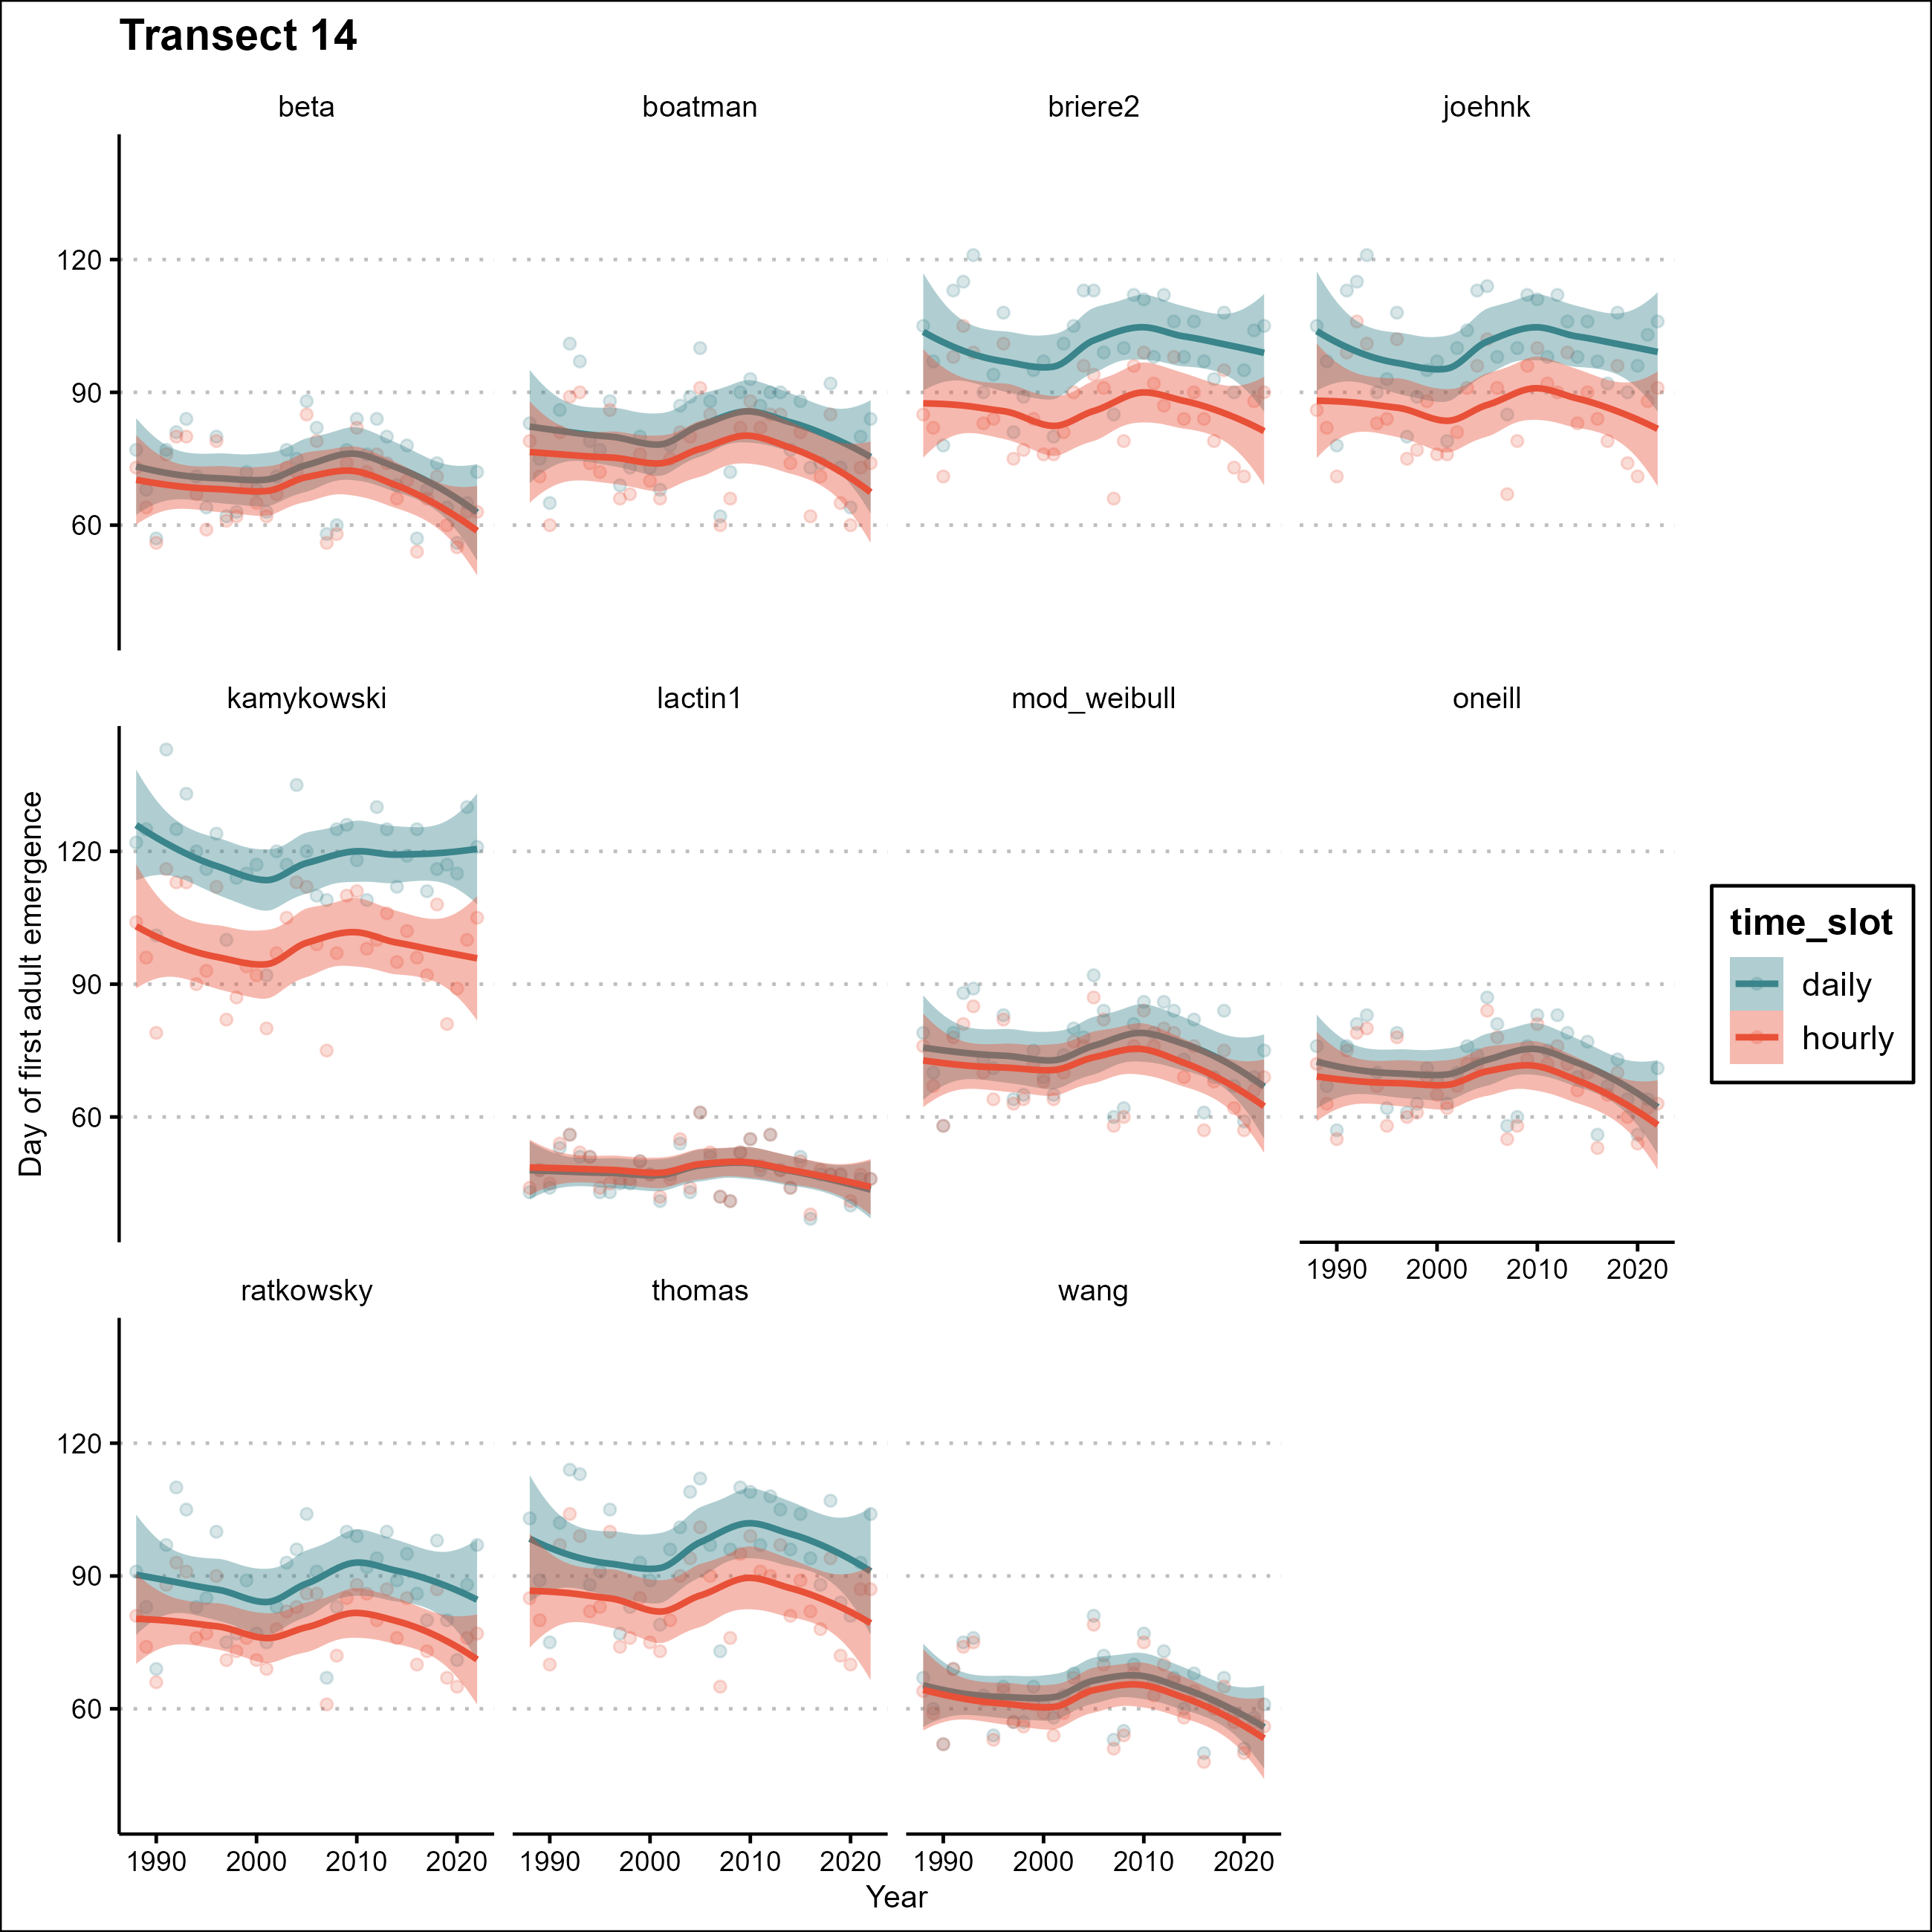 Transect 14
beta boatman briere2 joehnk
120
90
60
kamykowski lactin1 mod_weibull oneill
120
90
60
1990 2000 2010 2020
ratkowsky thomas wang
120
90
60
1990 2000 2010 2020 1990 2000 2010 2020 1990 2000 2010 2020
Year
Day of first adult emergence
time_slot
daily
hourly